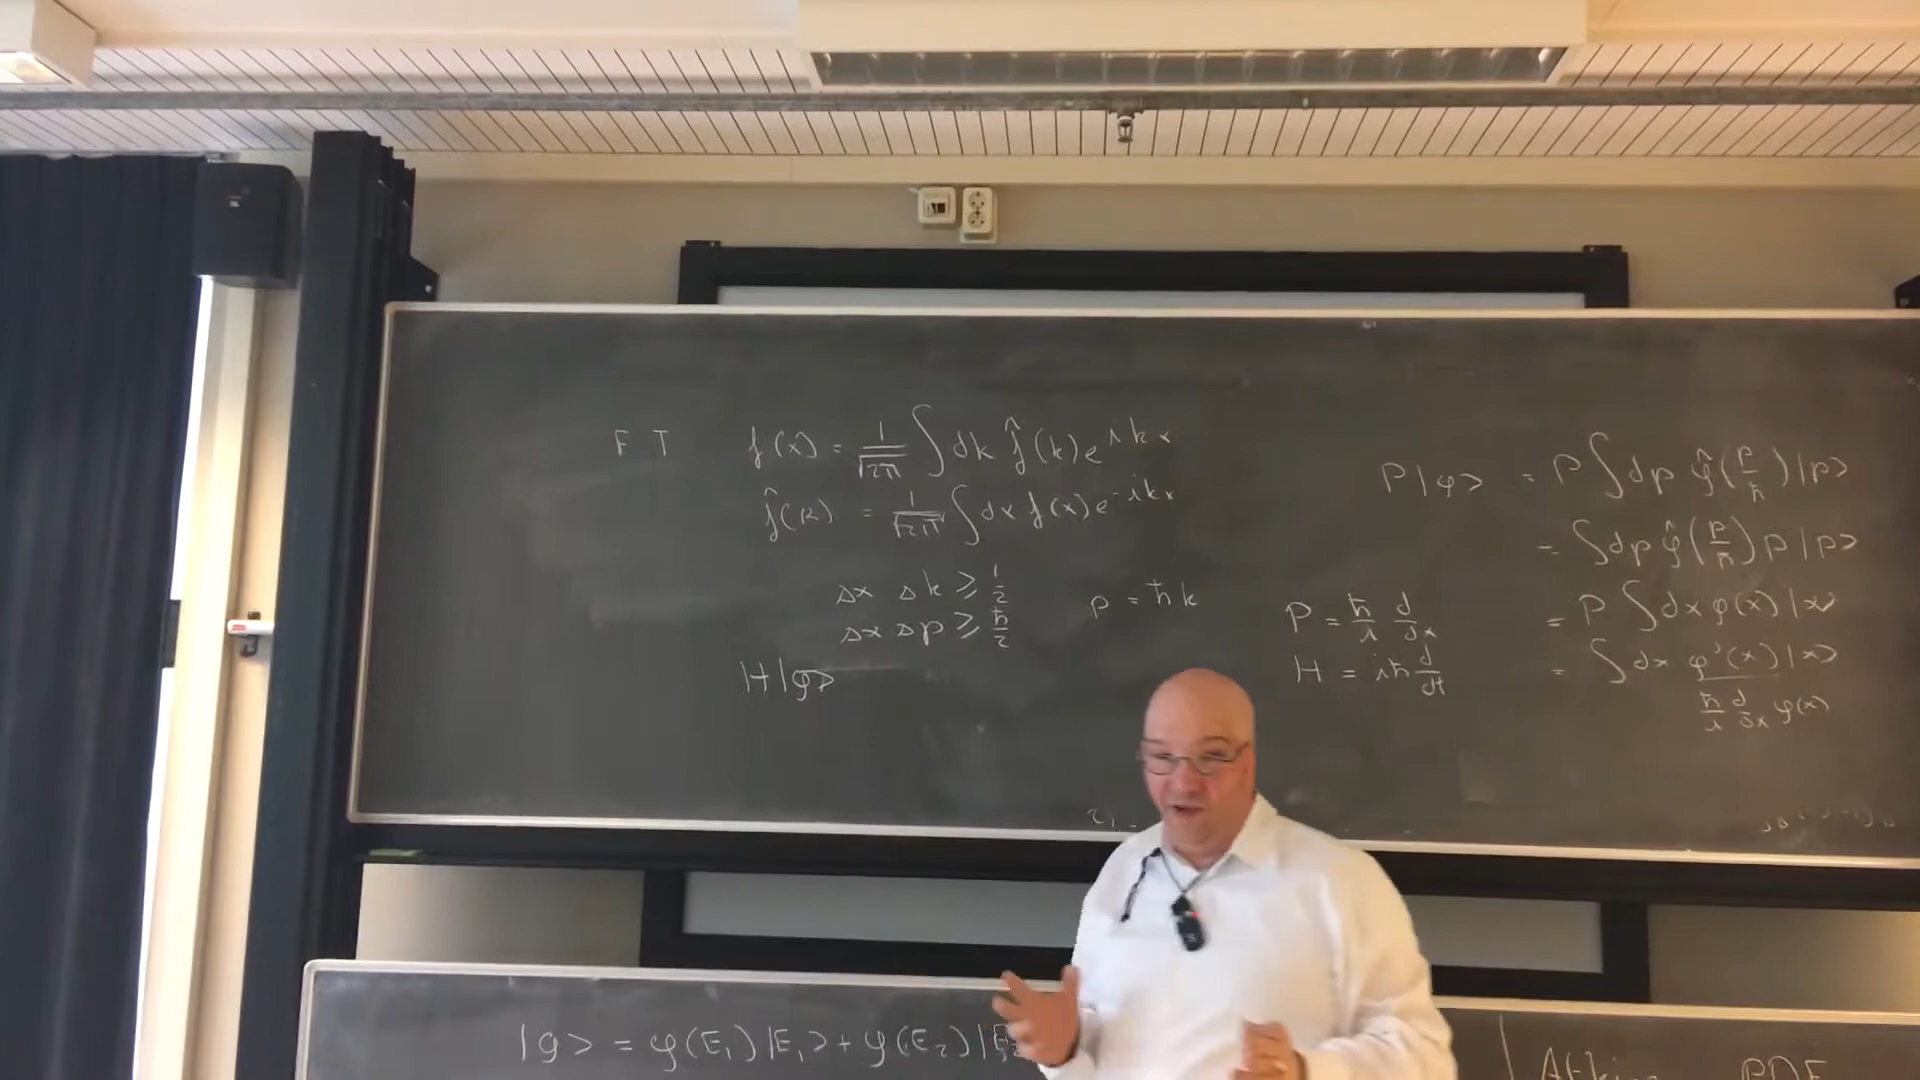 F T f(x) = 1/√2π ∫dk f̂(k) e^{ikx}
f̂(k) = 1/√2π ∫dx f(x) e^{-ikx}
Δx Δk ⩾ 1/2
Δx Δp ⩾ ħ/2
p = ħk
H|φ>
P = ħ/i d/dx
H = iħ d/dt
P|φ> = P ∫dp φ̂(p/ħ)|p>
= ∫dp φ̂(p/ħ) p|p>
= P ∫dx φ(x)|x>
= ∫dx φ'(x)|x>
ħ/i d/dx φ(x)
|φ> = φ(E₁)|E₁> + φ(E₂)|E₂
PDF